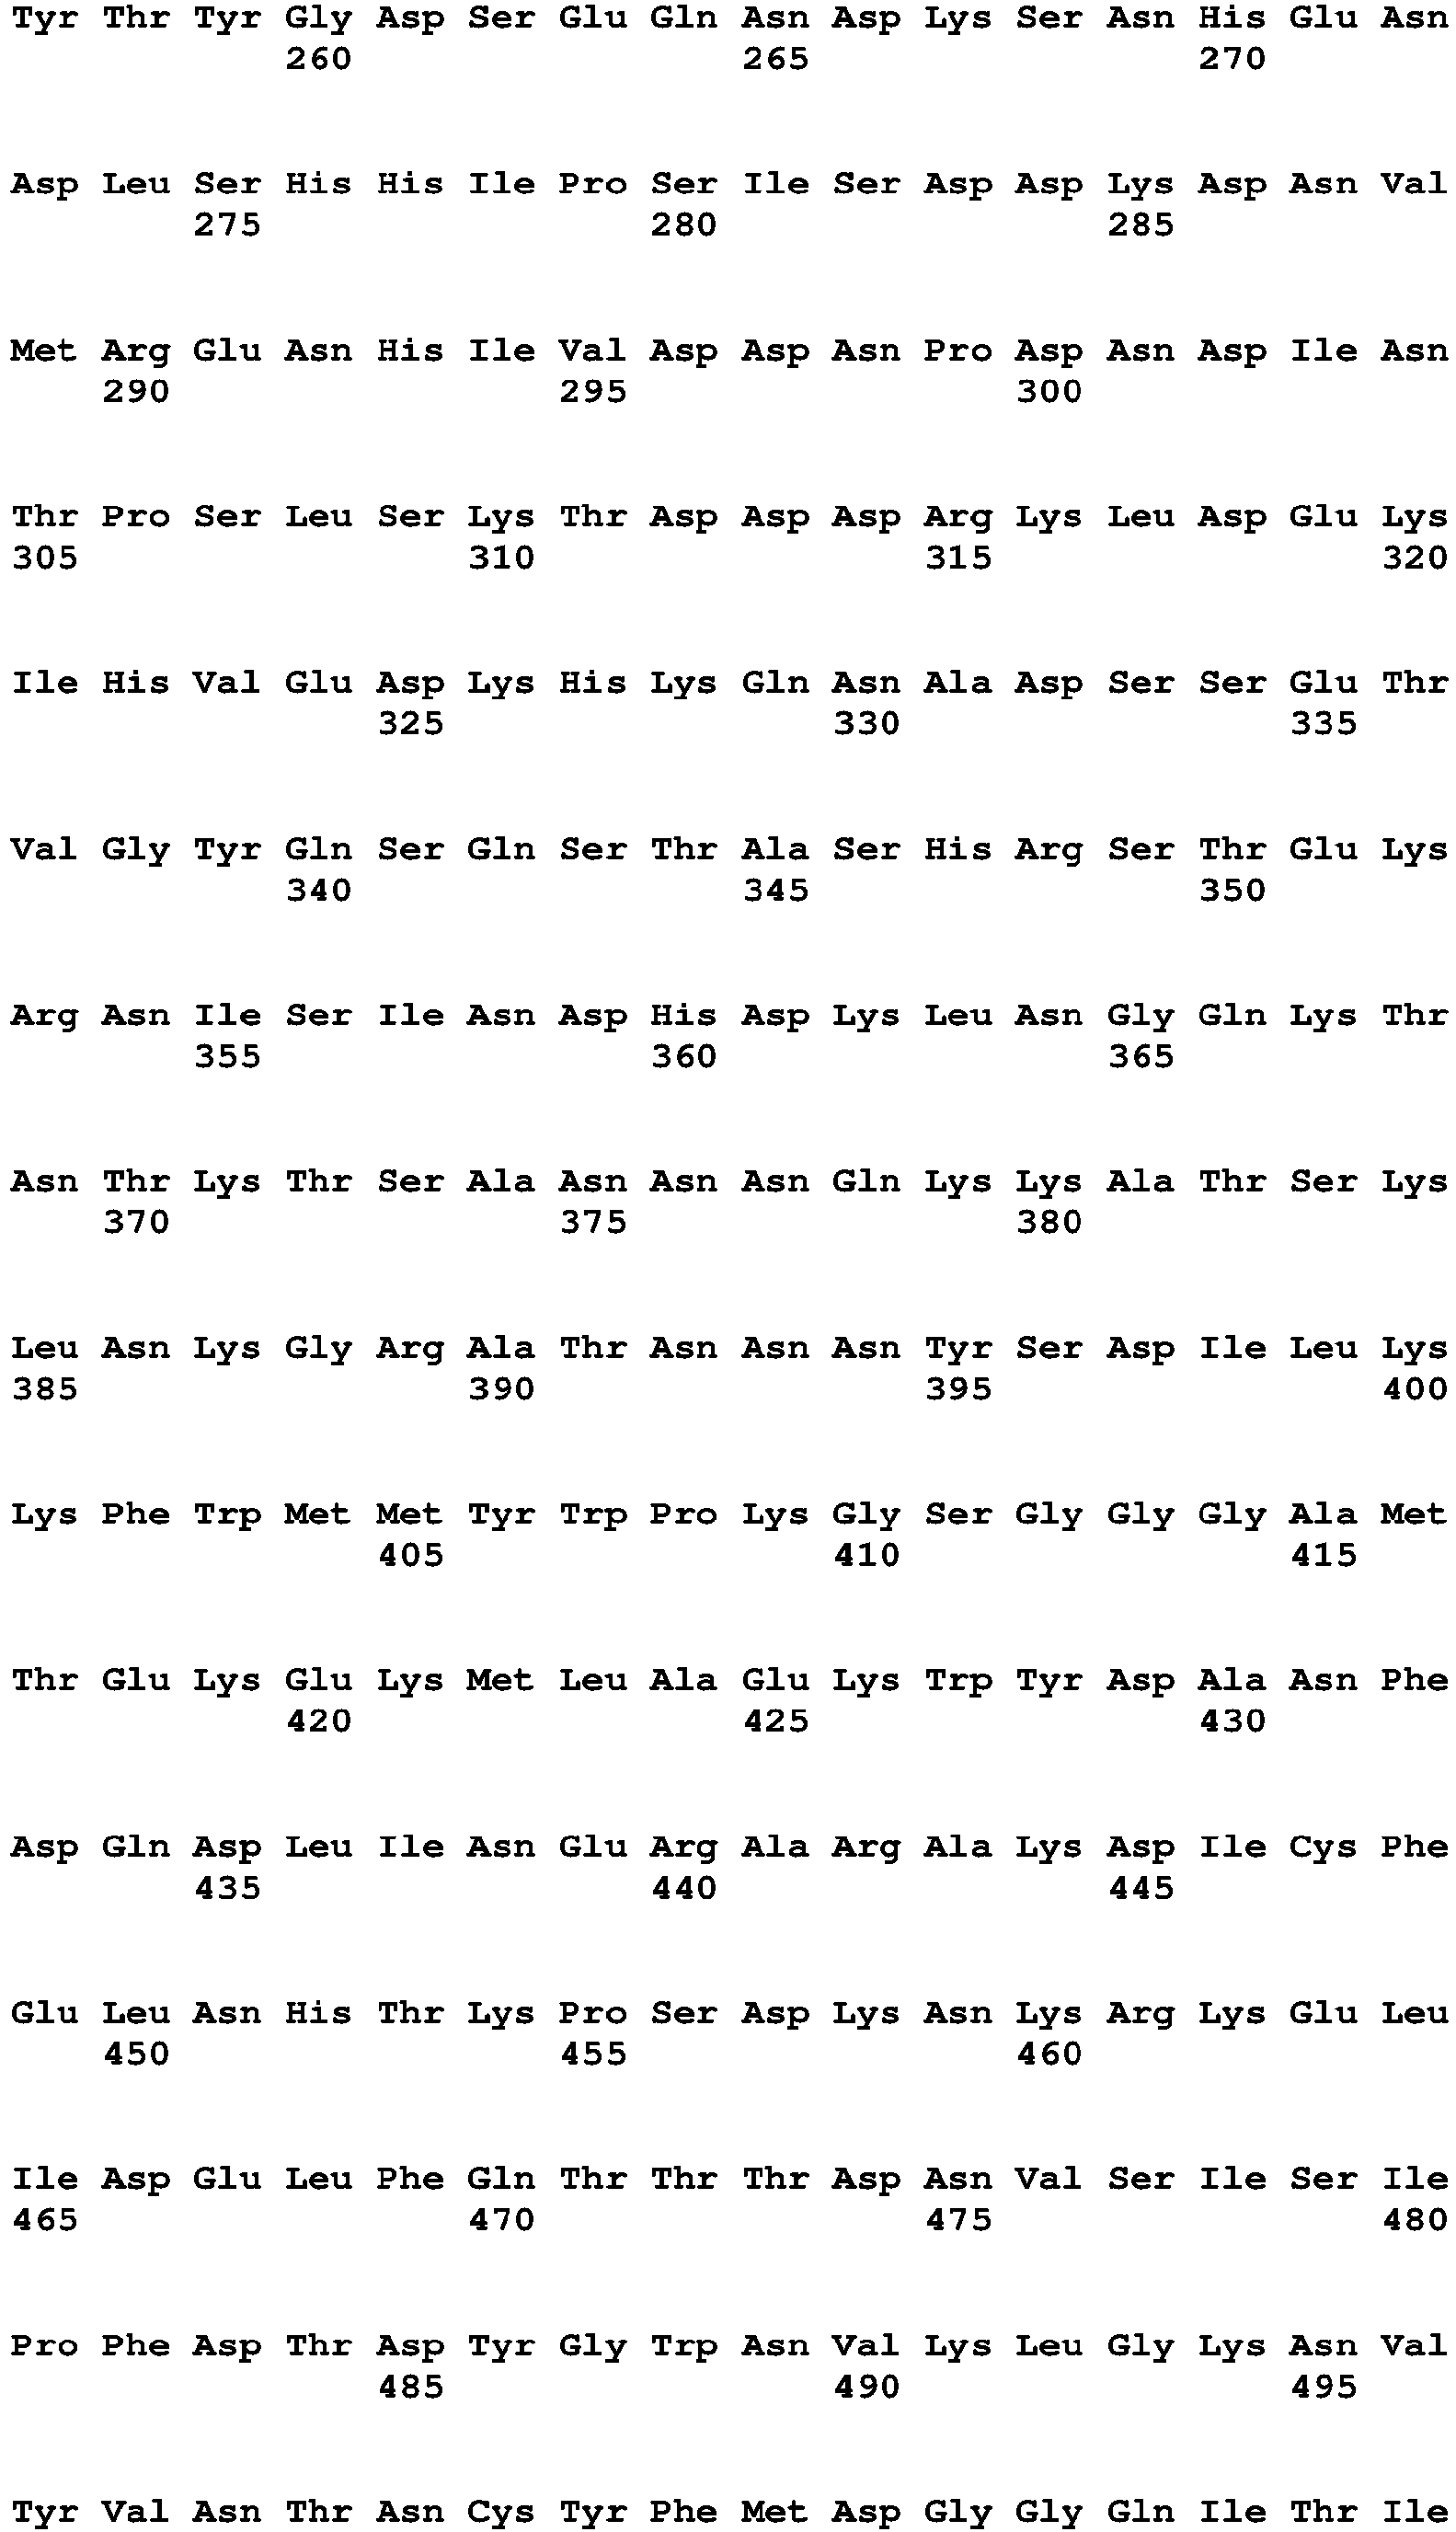 Tyr Thr Tyr Gly Asp Ser Glu Gln Asn Asp Lys Ser Asn His Glu Asn
260 265 270
Asp Leu Ser His His Ile Pro Ser Ile Ser Asp Asp Lys Asp Asn Val
275 280 285
Met Arg Glu Asn His Ile Val Asp Asp Asn Pro Asp Asn Asp Ile Asn
290 295 300
Thr Pro Ser Leu Ser Lys Thr Asp Asp Asp Arg Lys Leu Asp Glu Lys
305 310 315 320
Ile His Val Glu Asp Lys His Lys Gln Asn Ala Asp Ser Ser Glu Thr
325 330 335
Val Gly Tyr Gln Ser Gln Ser Thr Ala Ser His Arg Ser Thr Glu Lys
340 345 350
Arg Asn Ile Ser Ile Asn Asp His Asp Lys Leu Asn Gly Gln Lys Thr
355 360 365
Asn Thr Lys Thr Ser Ala Asn Asn Asn Gln Lys Lys Ala Thr Ser Lys
370 375 380
Leu Asn Lys Gly Arg Ala Thr Asn Asn Asn Tyr Ser Asp Ile Leu Lys
385 390 395 400
Lys Phe Trp Met Met Tyr Trp Pro Lys Gly Ser Gly Gly Gly Ala Met
405 410 415
Thr Glu Lys Glu Lys Met Leu Ala Glu Lys Trp Tyr Asp Ala Asn Phe
420 425 430
Asp Gln Asp Leu Ile Asn Glu Arg Ala Arg Ala Lys Asp Ile Cys Phe
435 440 445
Glu Leu Asn His Thr Lys Pro Ser Asp Lys Asn Lys Arg Lys Glu Leu
450 455 460
Ile Asp Glu Leu Phe Gln Thr Thr Thr Asp Asn Val Ser Ile Ser Ile
465 470 475 480
Pro Phe Asp Thr Asp Tyr Gly Trp Asn Val Lys Leu Gly Lys Asn Val
485 490 495
Tyr Val Asn Thr Asn Cys Tyr Phe Met Asp Gly Gly Gln Ile Thr Ile